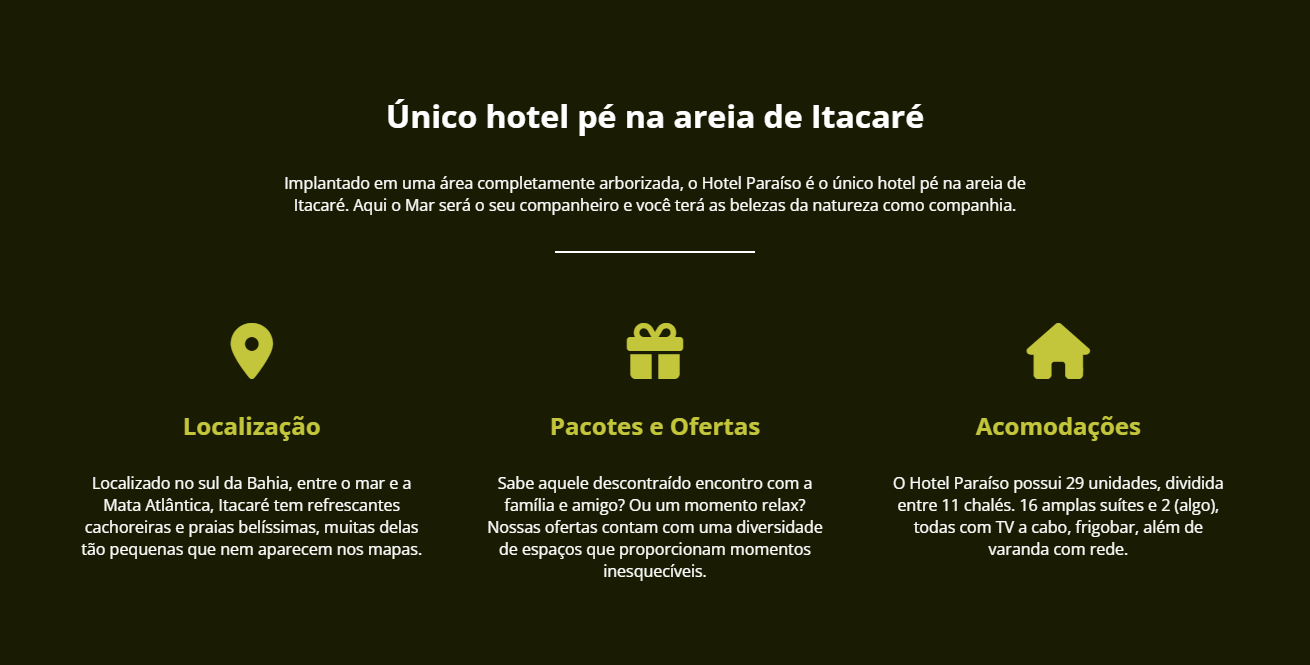 Único hotel pé na areia de Itacaré
Implantado em uma área completamente arborizada, o Hotel Paraíso é o único hotel pé na areia de
Itacaré. Aqui o Mar será o seu companheiro e você terá as belezas da natureza como companhia.
Localização
Localizado no sul da Bahia, entre o mar e a
Mata Atlântica, Itacaré tem refrescantes
cachoreiras e praias belíssimas, muitas delas
tão pequenas que nem aparecem nos mapas.
Pacotes e Ofertas
Sabe aquele descontraído encontro com a
família e amigo? Ou um momento relax?
Nossas ofertas contam com uma diversidade
de espaços que proporcionam momentos
inesquecíveis.
Acomodações
O Hotel Paraíso possui 29 unidades, dividida
entre 11 chalés. 16 amplas suítes e 2 (algo),
todas com TV a cabo, frigobar, além de
varanda com rede.